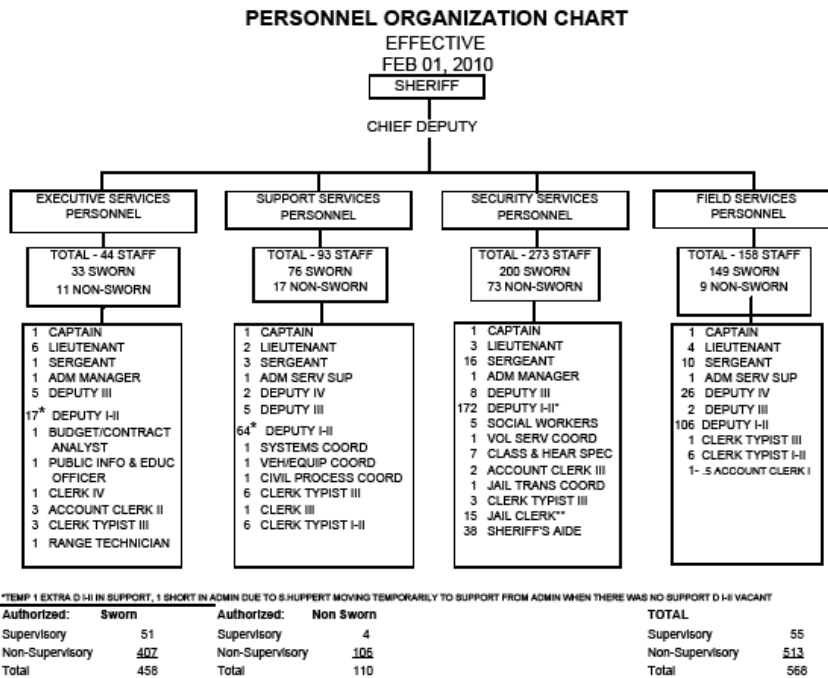 PERSONNEL ORGANIZATION CHART
EFFECTIVE
FEB 01, 2010
SHERIFF
CHIEF DEPUTY
EXECUTIVE SERVICES
PERSONNEL
TOTAL - 44 STAFF
33 SWORN
11 NON-SWORN
1 CAPTAIN
6 LIEUTENANT
1 SERGEANT
1 ADM MANAGER
5 DEPUTY III
17* DEPUTY I-II
1 BUDGET/CONTRACT
ANALYST
1 PUBLIC INFO & EDUC
OFFICER
1 CLERK IV
3 ACCOUNT CLERK II
3 CLERK TYPIST III
1 RANGE TECHNICIAN
SUPPORT SERVICES
PERSONNEL
TOTAL - 93 STAFF
76 SWORN
17 NON-SWORN
1 CAPTAIN
2 LIEUTENANT
3 SERGEANT
1 ADM SERV SUP
2 DEPUTY IV
5 DEPUTY III
64* DEPUTY I-II
1 SYSTEMS COORD
1 VEH/EQUIP COORD
1 CIVIL PROCESS COORD
6 CLERK TYPIST III
1 CLERK III
6 CLERK TYPIST I-II
SECURITY SERVICES
PERSONNEL
TOTAL - 273 STAFF
200 SWORN
73 NON-SWORN
1 CAPTAIN
3 LIEUTENANT
16 SERGEANT
1 ADM MANAGER
8 DEPUTY III
172 DEPUTY I-II*
5 SOCIAL WORKERS
1 VOL SERV COORD
7 CLASS & HEAR SPEC
2 ACCOUNT CLERK III
1 JAIL TRANS COORD
3 CLERK TYPIST III
15 JAIL CLERK**
38 SHERIFF'S AIDE
FIELD SERVICES
PERSONNEL
TOTAL - 158 STAFF
149 SWORN
9 NON-SWORN
1 CAPTAIN
4 LIEUTENANT
10 SERGEANT
1 ADM SERV SUP
26 DEPUTY IV
2 DEPUTY III
106 DEPUTY I-II
1 CLERK TYPIST III
6 CLERK TYPIST I-II
1- .5 ACCOUNT CLERK I
*TEMP 1 EXTRA D I-II IN SUPPORT, 1 SHORT IN ADMIN DUE TO S.HUPPERT MOVING TEMPORARILY TO SUPPORT FROM ADMIN WHEN THERE WAS NO SUPPORT D I-II VACANT
Authorized: Sworn Authorized: Non Sworn TOTAL
Supervisory 51 Supervisory 4 Supervisory 55
Non-Supervisory 407 Non-Supervisory 106 Non-Supervisory 513
Total 458 Total 110 Total 568